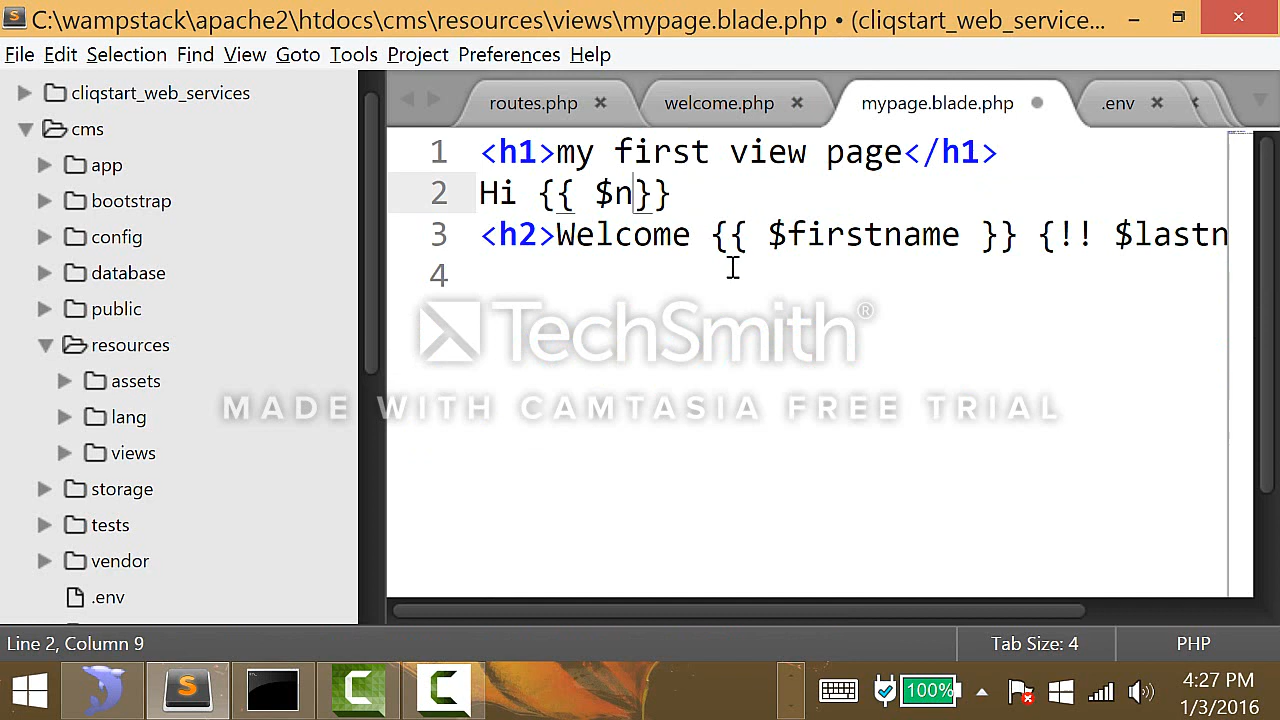 C:\wampstack\apache2\htdocs\cms\resources\views\mypage.blade.php • (cliqstart_web_service...
File Edit Selection Find View Goto Tools Project Preferences Help
cliqstart_web_services
cms
app
bootstrap
config
database
public
resources
assets
lang
views
storage
tests
vendor
.env
routes.php
welcome.php
mypage.blade.php
.env
1 <h1>my first view page</h1>
2 Hi {{ $n}}
3 <h2>Welcome {{ $firstname }} {!! $lastn
4
TechSmith®
MADE WITH CAMTASIA FREE TRIAL
Line 2, Column 9
Tab Size: 4
PHP
100%
4:27 PM
1/3/2016